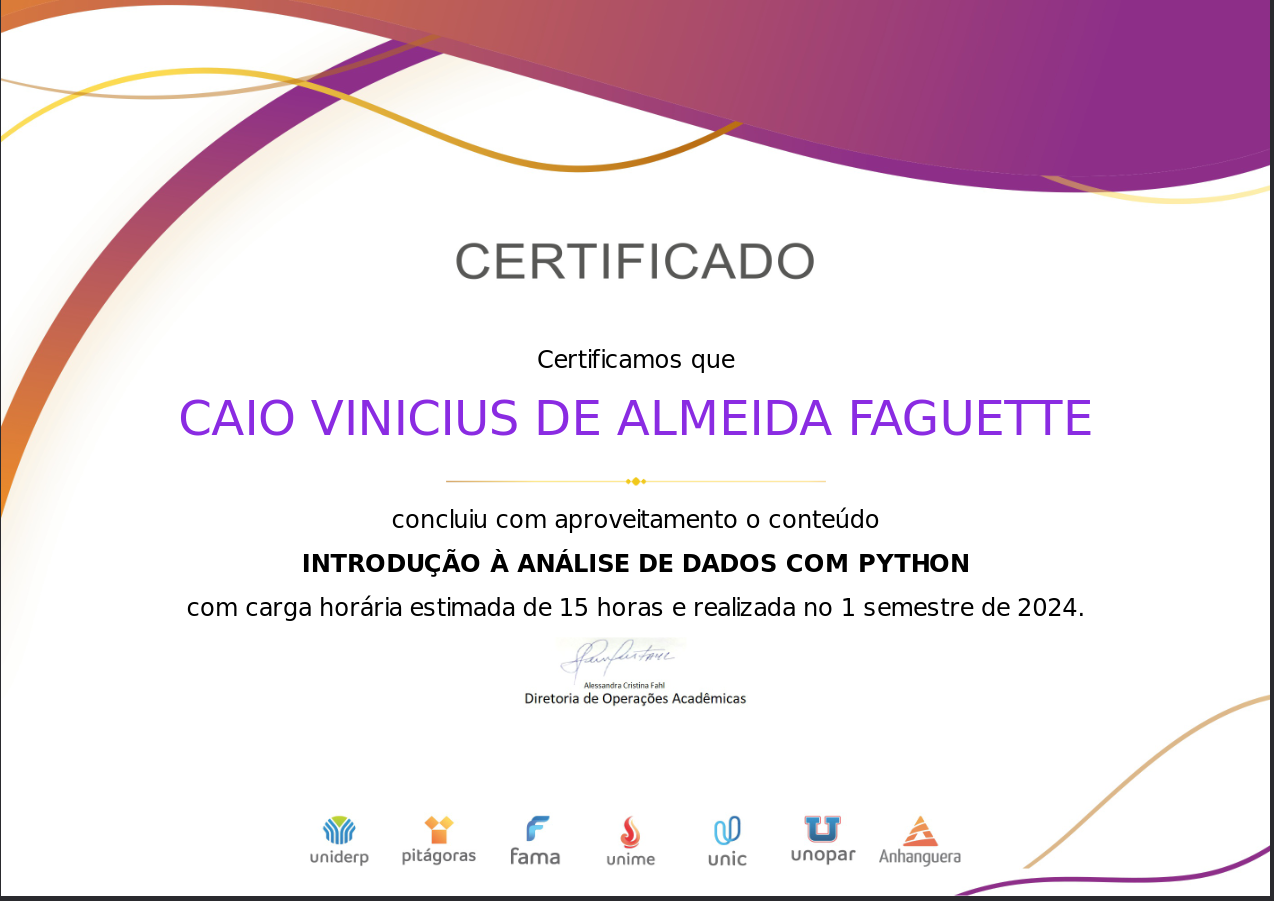 CERTIFICADO
Certificamos que
CAIO VINICIUS DE ALMEIDA FAGUETTE
concluiu com aproveitamento o conteúdo
INTRODUÇÃO À ANÁLISE DE DADOS COM PYTHON
com carga horária estimada de 15 horas e realizada no 1 semestre de 2024.
Alessandra Cristina Fahl
Diretoria de Operações Acadêmicas
uniderp pitágoras fama unime unic unopar Anhanguera